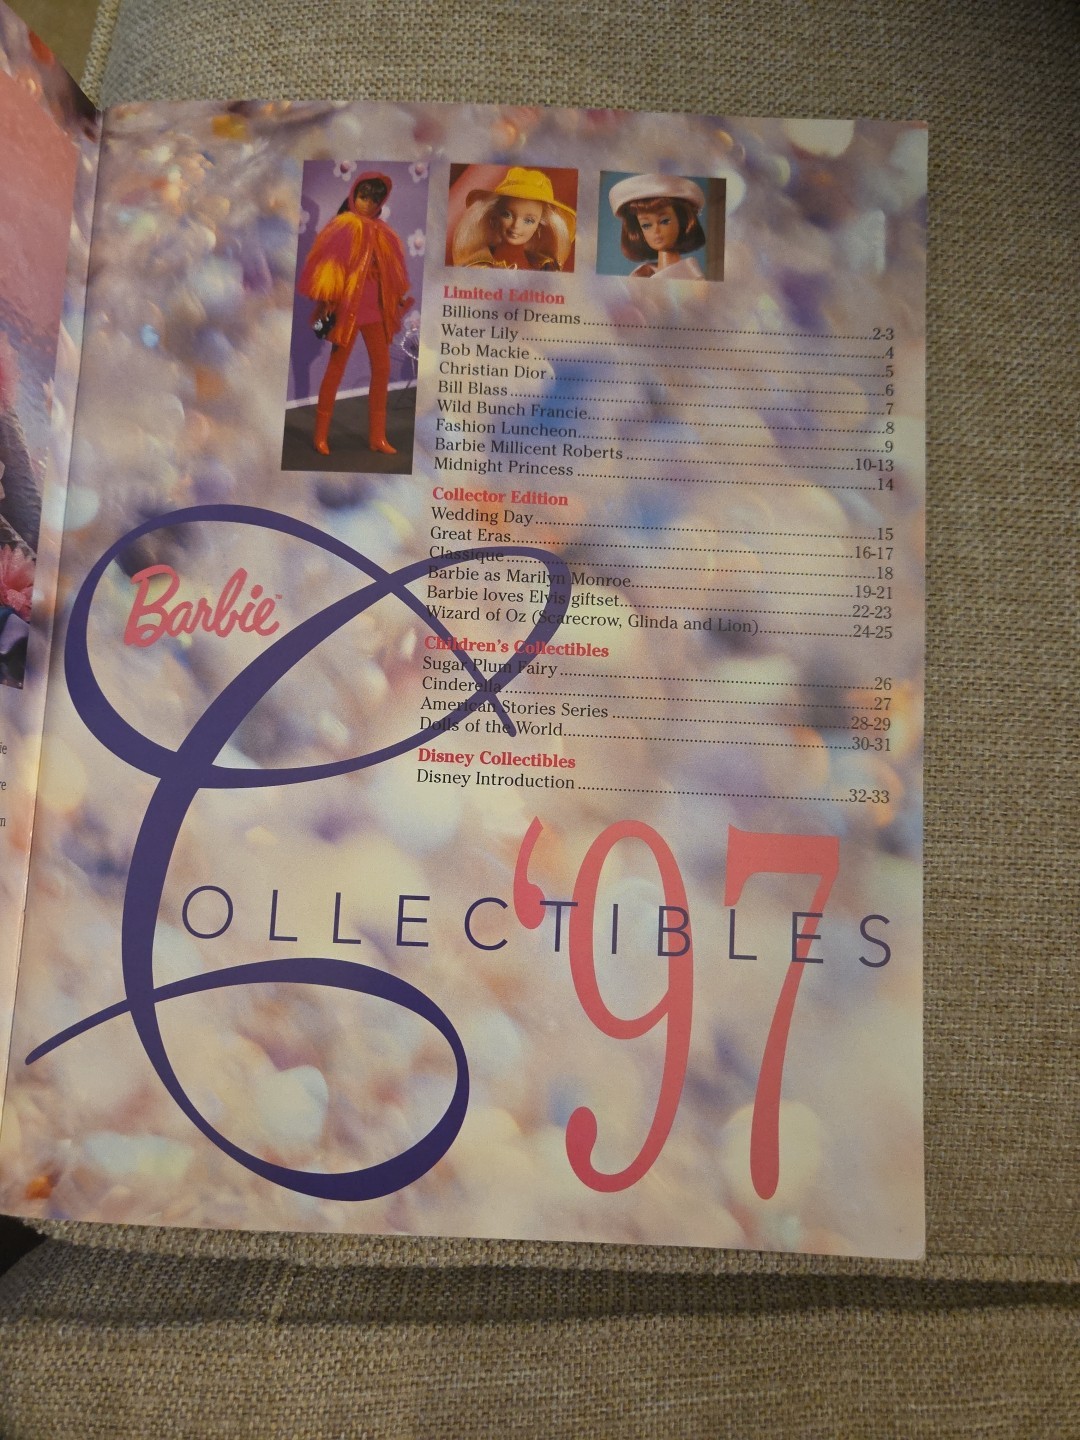 Limited Edition
Billions of Dreams 2-3
Water Lily 4
Bob Mackie 5
Christian Dior 6
Bill Blass 7
Wild Bunch Francie 8
Fashion Luncheon 9
Barbie Millicent Roberts 10-13
Midnight Princess 14
Collector Edition
Wedding Day 15
Great Eras 16-17
Classique 18
Barbie as Marilyn Monroe 19-21
Barbie loves Elvis giftset 22-23
Wizard of Oz (Scarecrow, Glinda and Lion) 24-25
Children's Collectibles
Sugar Plum Fairy 26
Cinderella 27
American Stories Series 28-29
Dolls of the World 30-31
Disney Collectibles
Disney Introduction 32-33
Barbie™
COLLECTIBLES '97